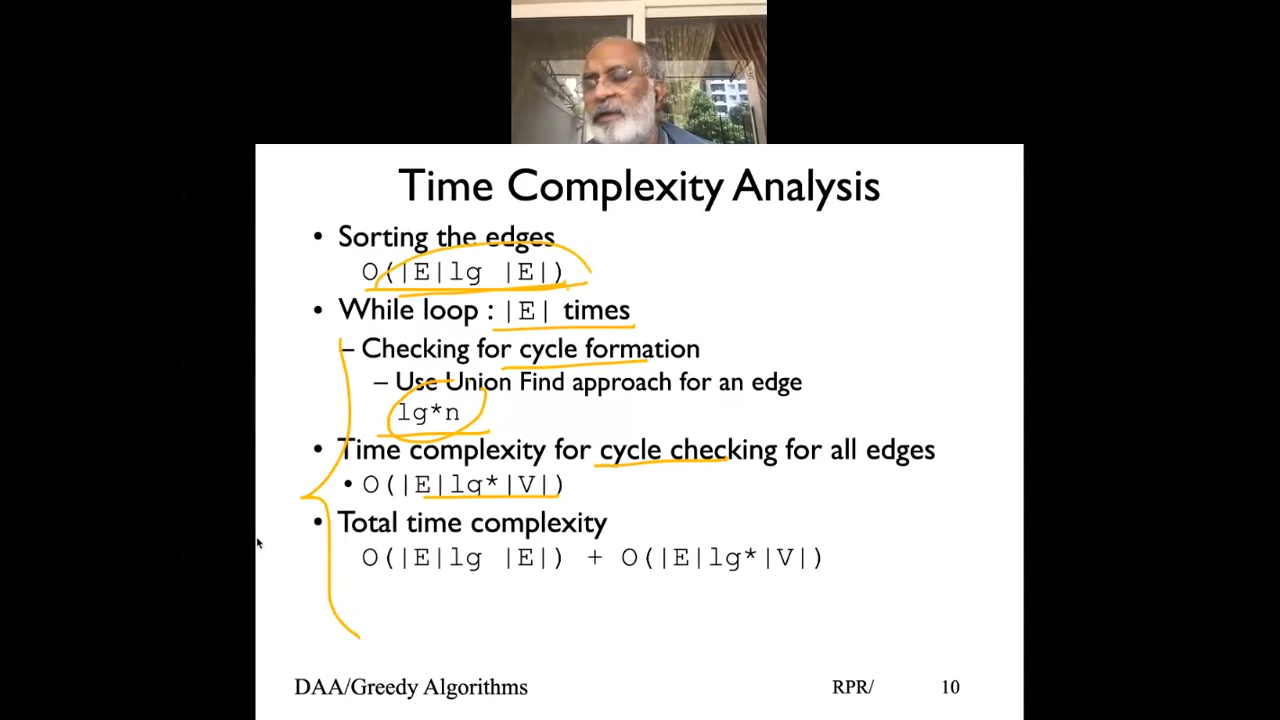 Time Complexity Analysis
• Sorting the edges
O(|E|lg |E|)
• While loop : |E| times
– Checking for cycle formation
– Use Union Find approach for an edge
lg*n
• Time complexity for cycle checking for all edges
• O(|E|lg*|V|)
• Total time complexity
O(|E|lg |E|) + O(|E|lg*|V|)
DAA/Greedy Algorithms RPR/ 10